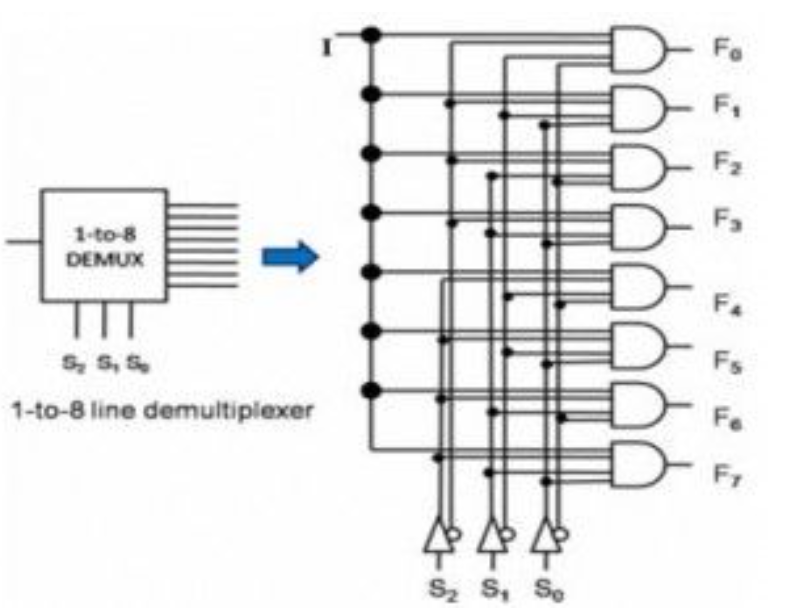 1-to-8
DEMUX
S₂ S₁ S₀
1-to-8 line demultiplexer
I
F₀
F₁
F₂
F₃
F₄
F₅
F₆
F₇
S₂ S₁ S₀